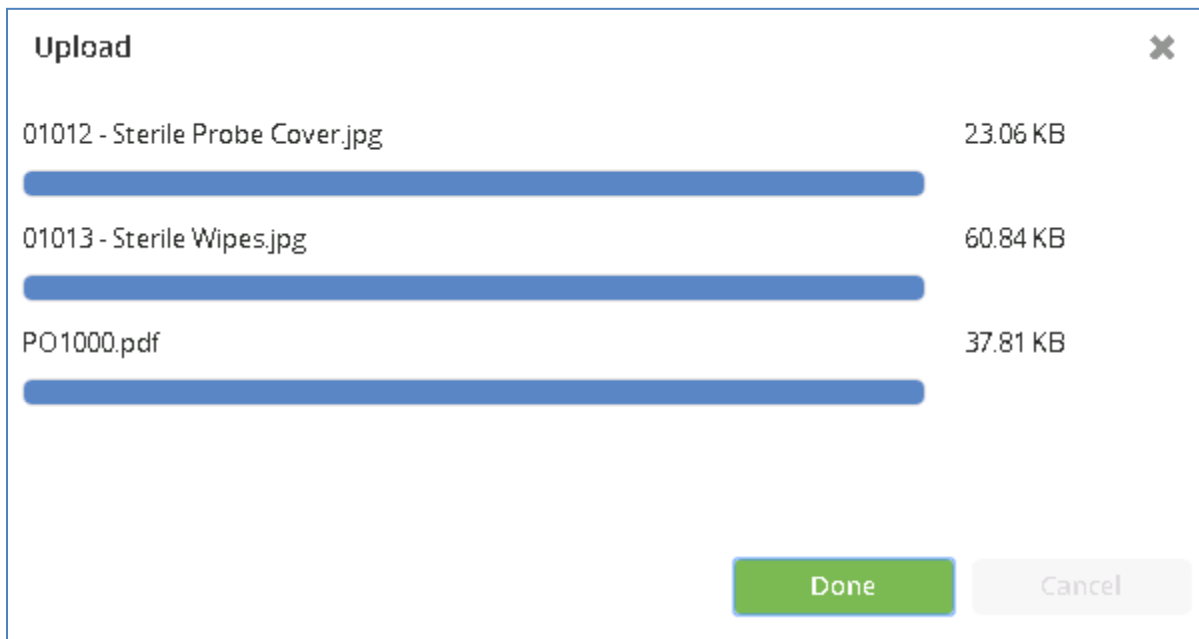 Upload
01012 - Sterile Probe Cover.jpg 23.06 KB
01013 - Sterile Wipes.jpg 60.84 KB
PO1000.pdf 37.81 KB
Done Cancel